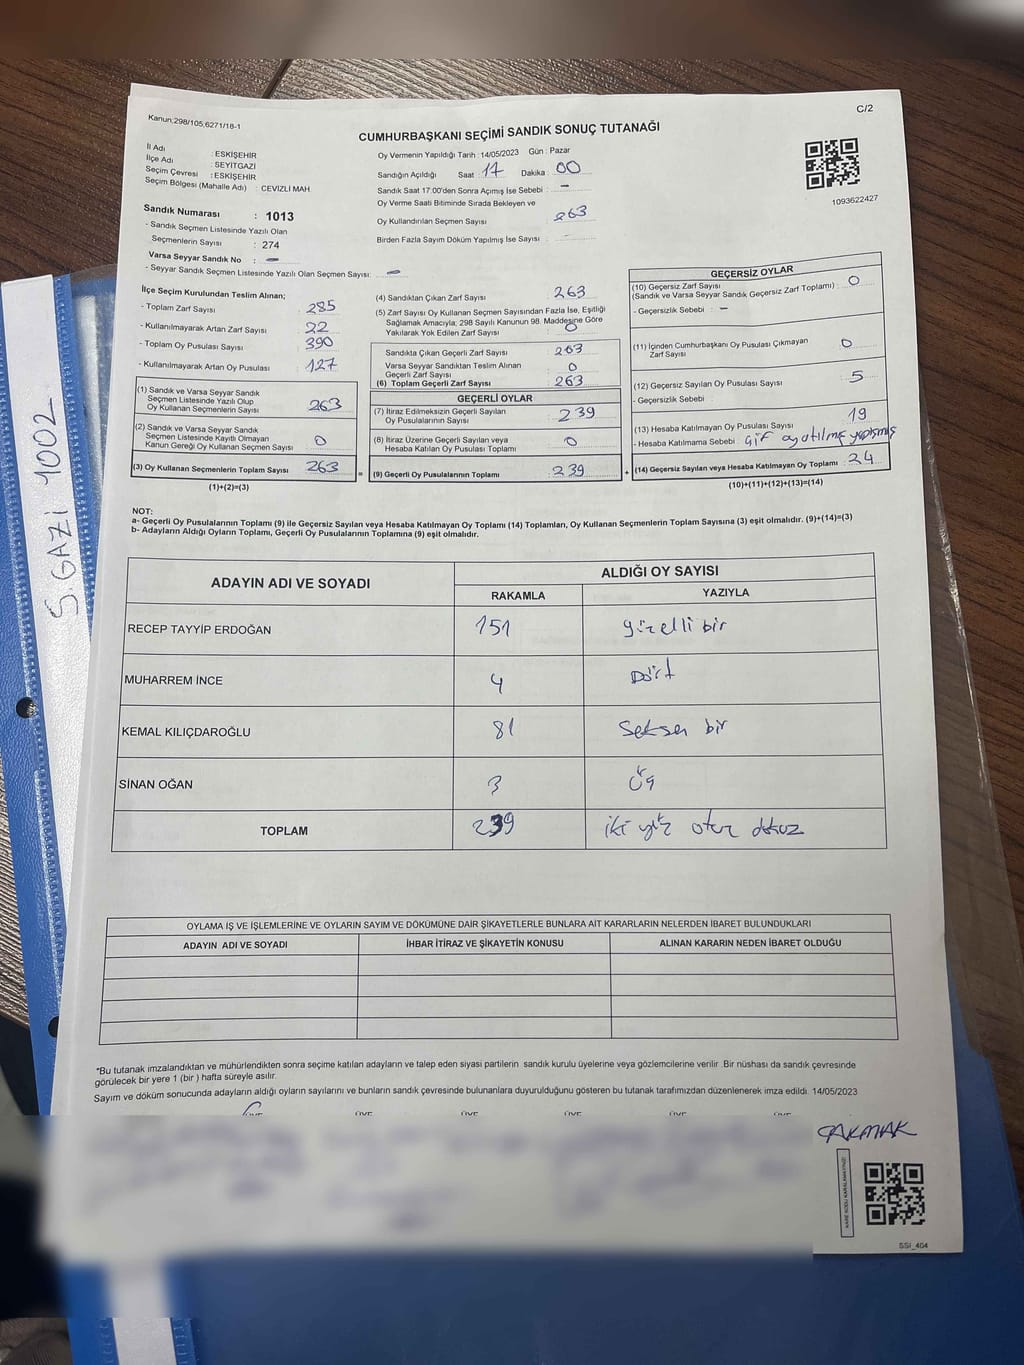 C/2
Kanun;298/105,6271/18-1
CUMHURBAŞKANI SEÇİMİ SANDIK SONUÇ TUTANAĞI
İl Adı : ESKİŞEHİR
İlçe Adı : SEYİTGAZİ
Seçim Çevresi : ESKİŞEHİR
Seçim Bölgesi (Mahalle Adı) : CEVİZLİ MAH
Sandık Numarası : 1013
- Sandık Seçmen Listesinde Yazılı Olan
Seçmenlerin Sayısı : 274
Varsa Seyyar Sandık No : -
- Seyyar Sandık Seçmen Listesinde Yazılı Olan Seçmen Sayısı: -
Oy Vermenin Yapıldığı Tarih : 14/05/2023 Gün : Pazar
Sandığın Açıldığı Saat : 17 Dakika : 00
Sandık Saat 17:00'den Sonra Açımış İse Sebebi : -
Oy Verme Saati Bitiminde Sırada Bekleyen ve
Oy Kullandırılan Seçmen Sayısı : 263
Birden Fazla Sayım Döküm Yapılmış İse Sayısı :
1093622427
İlçe Seçim Kurulundan Teslim Alınan;
- Toplam Zarf Sayısı : 285
- Kullanılmayarak Artan Zarf Sayısı : 22
- Toplam Oy Pusulası Sayısı : 390
- Kullanılmayarak Artan Oy Pusulası : 127
(1) Sandık ve Varsa Seyyar Sandık
Seçmen Listesinde Yazılı Olup
Oy Kullanan Seçmenlerin Sayısı : 263
(2) Sandık ve Varsa Seyyar Sandık
Seçmen Listesinde Kayıtlı Olmayan
Kanun Gereği Oy Kullanan Seçmen Sayısı : 0
(3) Oy Kullanan Seçmenlerin Toplam Sayısı : 263
(1)+(2)=(3)
(4) Sandıktan Çıkan Zarf Sayısı : 263
(5) Zarf Sayısı Oy Kullanan Seçmen Sayısından Fazla İse, Eşitliği
Sağlamak Amacıyla; 298 Sayılı Kanunun 98. Maddesine Göre
Yakılarak Yok Edilen Zarf Sayısı : 0
Sandıkta Çıkan Geçerli Zarf Sayısı : 263
Varsa Seyyar Sandıktan Teslim Alınan
Geçerli Zarf Sayısı : 0
(6) Toplam Geçerli Zarf Sayısı : 263
GEÇERLİ OYLAR
(7) İtiraz Edilmeksizin Geçerli Sayılan
Oy Pusulalarının Sayısı : 239
(8) İtiraz Üzerine Geçerli Sayılan veya
Hesaba Katılan Oy Pusulası Toplamı : 0
(9) Geçerli Oy Pusulalarının Toplamı : 239
GEÇERSİZ OYLAR
(10) Geçersiz Zarf Sayısı
(Sandık ve Varsa Seyyar Sandık Geçersiz Zarf Toplamı) : 0
- Geçersizlik Sebebi : -
(11) İçinden Cumhurbaşkanı Oy Pusulası Çıkmayan
Zarf Sayısı : 0
(12) Geçersiz Sayılan Oy Pusulası Sayısı : 5
- Geçersizlik Sebebi
(13) Hesaba Katılmayan Oy Pusulası Sayısı : 19
- Hesaba Katılmama Sebebi :
(14) Geçersiz Sayılan veya Hesaba Katılmayan Oy Toplamı : 24
(10)+(11)+(12)+(13)=(14)
NOT:
a- Geçerli Oy Pusulalarının Toplamı (9) ile Geçersiz Sayılan veya Hesaba Katılmayan Oy Toplamı (14) Toplamları, Oy Kullanan Seçmenlerin Toplam Sayısına (3) eşit olmalıdır. (9)+(14)=(3)
b- Adayların Aldığı Oyların Toplamı, Geçerli Oy Pusulalarının Toplamına (9) eşit olmalıdır.
ADAYIN ADI VE SOYADI
ALDIĞI OY SAYISI
RAKAMLA YAZIYLA
RECEP TAYYİP ERDOĞAN 151 yüzelli bir
MUHARREM İNCE 4 Dört
KEMAL KILIÇDAROĞLU 81 Seksen bir
SİNAN OĞAN 3 Üç
TOPLAM 239 iki yüz otuz dokuz
OYLAMA İŞ VE İŞLEMLERİNE VE OYLARIN SAYIM VE DÖKÜMÜNE DAİR ŞİKAYETLERLE BUNLARA AİT KARARLARIN NELERDEN İBARET BULUNDUKLARI
ADAYIN ADI VE SOYADI İHBAR İTİRAZ VE ŞİKAYETİN KONUSU ALINAN KARARIN NEDEN İBARET OLDUĞU
*Bu tutanak imzalandıktan ve mühürlendikten sonra seçime katılan adayların ve talep eden siyasi partilerin sandık kurulu üyelerine veya gözlemcilerine verilir. Bir nüshası da sandık çevresinde
görülecek bir yere 1 (bir ) hafta süreyle asılır.
Sayım ve döküm sonucunda adayların aldığı oyların sayılarını ve bunların sandık çevresinde bulunanlara duyurulduğunu gösteren bu tutanak tarafımızdan düzenlenerek imza edildi. 14/05/2023
ÇAKMAK
SSİ_464
S.GAZİ 1002